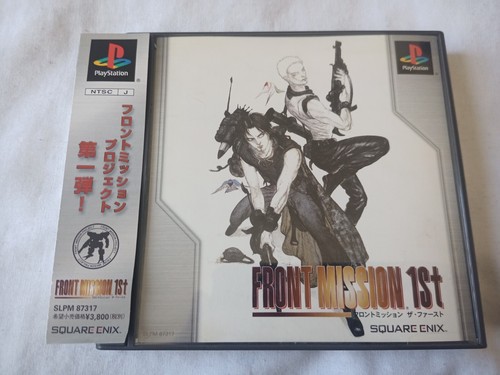 PlayStation
NTSC J
フロントミッション
プロジェクト
第一弾!
FRONT MISSION 1St
SLPM 87317
希望小売価格¥3,800(税別)
SQUARE ENIX
PlayStation
FRONT MISSION 1St
フロントミッション ザ・ファースト
SLPM 87317
SQUARE ENIX